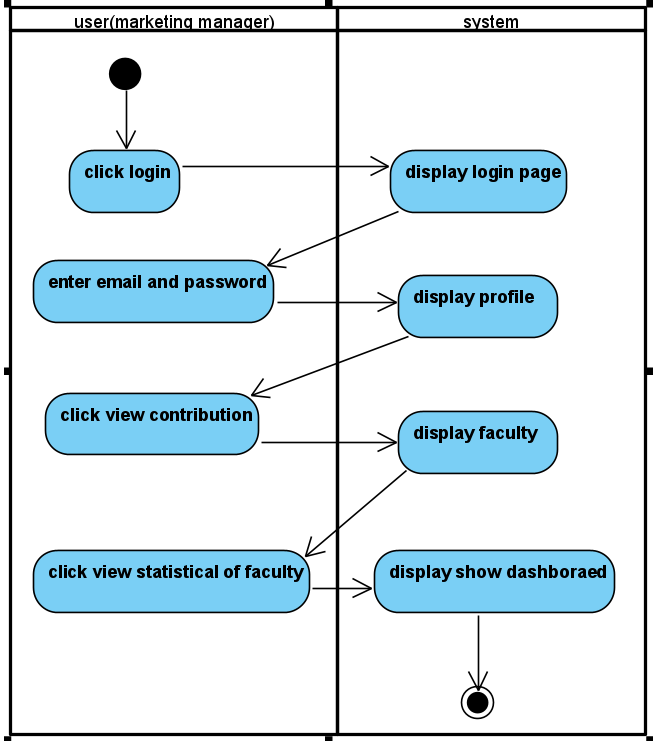 user(marketing manager)
system
click login
display login page
enter email and password
display profile
click view contribution
display faculty
click view statistical of faculty
display show dashboraed